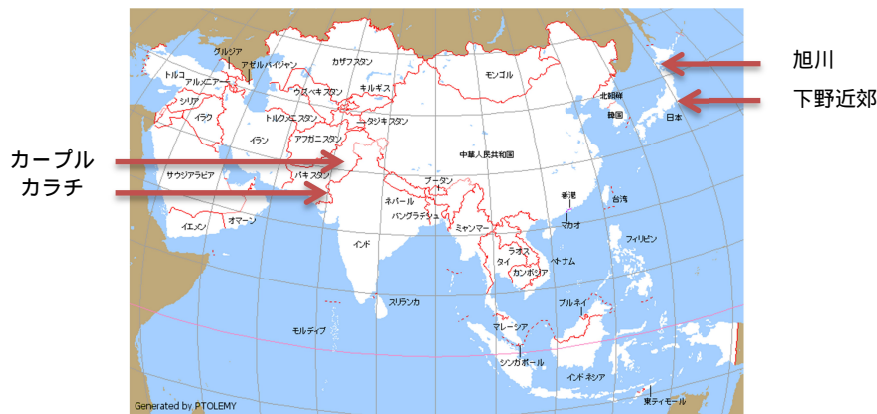 グルジア
アゼルバイジャン
カザフスタン
トルコ
アルメニア
モンゴル
旭川
シリア
ウズベキスタン
キルギス
北朝鮮
下野近郊
イラク
トルクメニスタン
タジキスタン
韓国
日本
イラン
アフガニスタン
カープル
中華人民共和国
サウジアラビア
パキスタン
カラチ
ブータン
ネパール
香港
台湾
イエメン
オマーン
バングラデシュ
ミャンマー
マカオ
インド
ラオス
フィリピン
タイ
ベトナム
カンボジア
スリランカ
ブルネイ
モルディブ
マレーシア
シンガポール
インドネシア
東ティモール
Generated by PTOLEMY